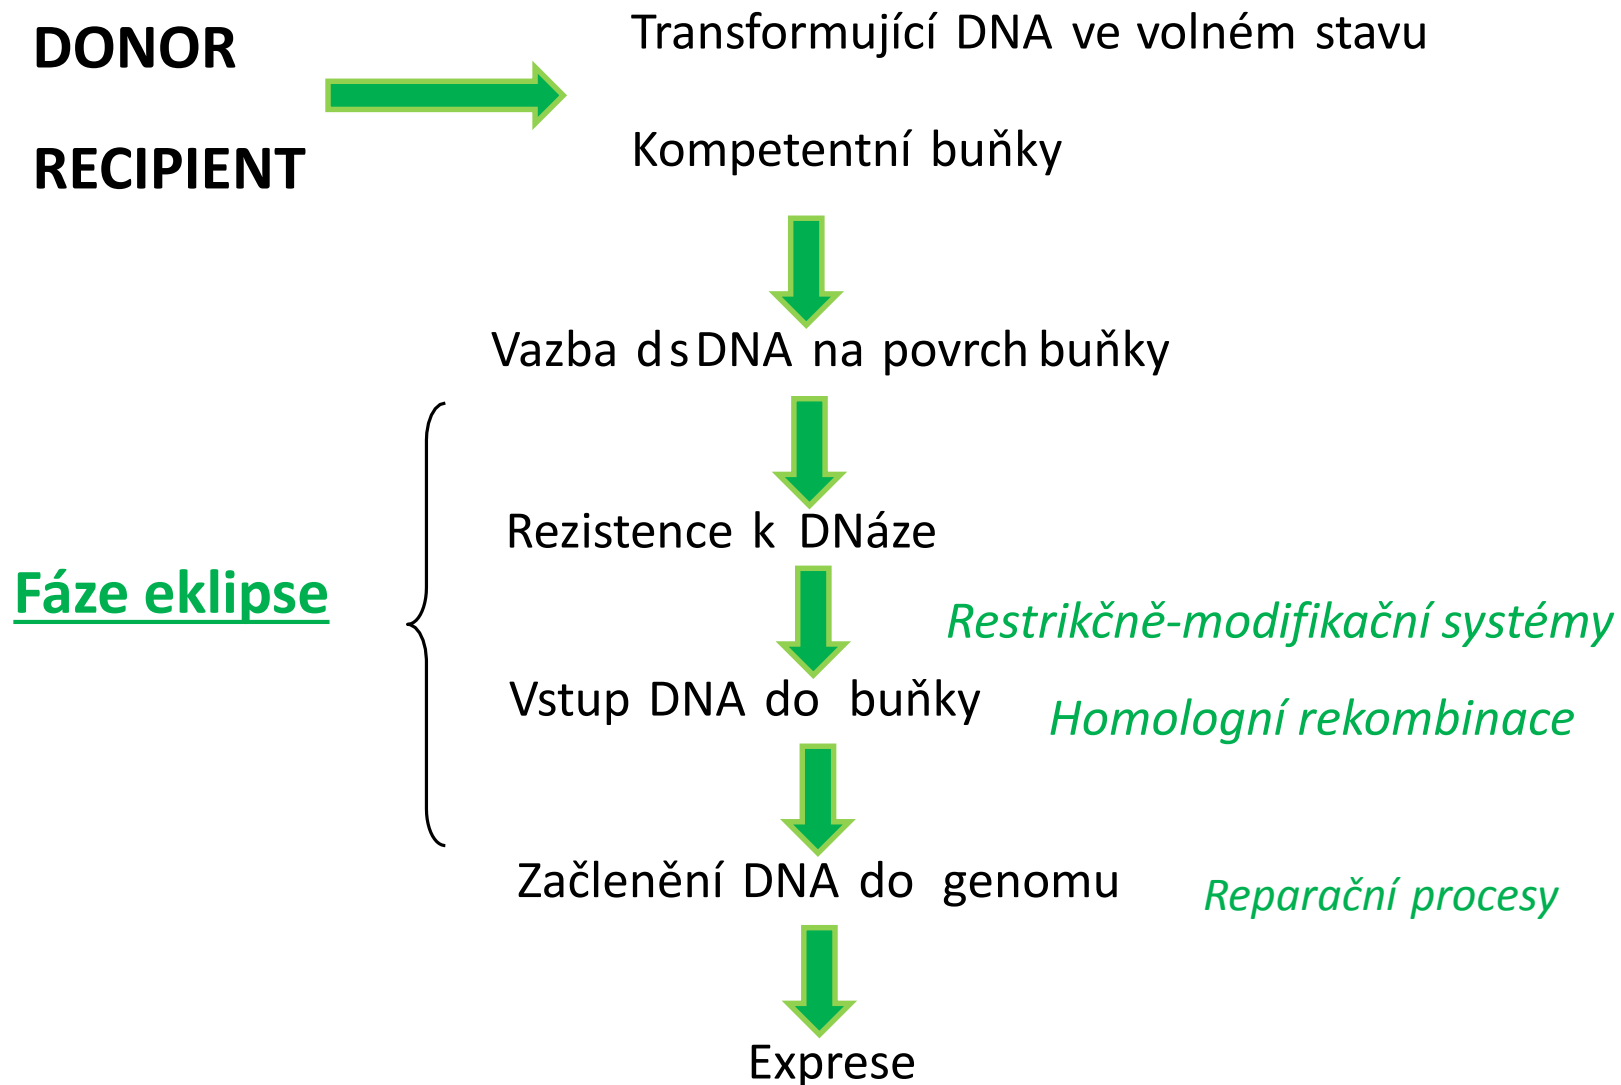 DONOR
Transformující DNA ve volném stavu
RECIPIENT
Kompetentní buňky
Vazba dsDNA na povrch buňky
Rezistence k DNáze
Fáze eklipse
Restrikčně-modifikační systémy
Vstup DNA do buňky
Homologní rekombinace
Začlenění DNA do genomu
Reparační procesy
Exprese